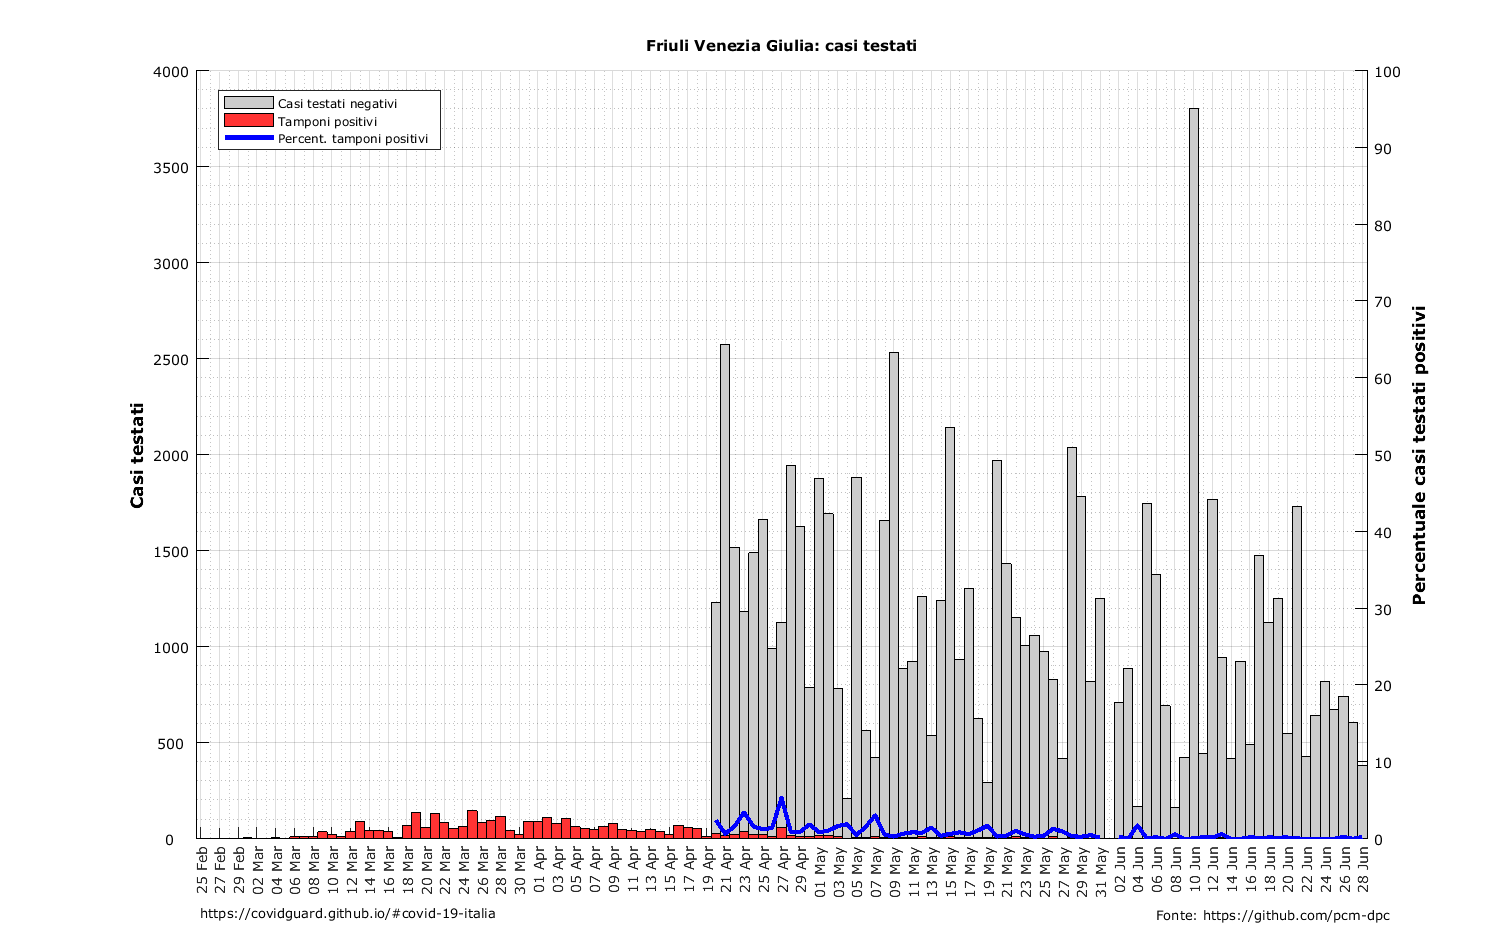 Friuli Venezia Giulia: casi testati
Casi testati negativi
Tamponi positivi
Percent. tamponi positivi
Casi testati
4000
3500
3000
2500
2000
1500
1000
500
0
100
90
80
70
60
50
40
30
20
10
0
Percentuale casi testati positivi
25 Feb
27 Feb
29 Feb
02 Mar
04 Mar
06 Mar
08 Mar
10 Mar
12 Mar
14 Mar
16 Mar
18 Mar
20 Mar
22 Mar
24 Mar
26 Mar
28 Mar
30 Mar
01 Apr
03 Apr
05 Apr
07 Apr
09 Apr
11 Apr
13 Apr
15 Apr
17 Apr
19 Apr
21 Apr
23 Apr
25 Apr
27 Apr
29 Apr
01 May
03 May
05 May
07 May
09 May
11 May
13 May
15 May
17 May
19 May
21 May
23 May
25 May
27 May
29 May
31 May
02 Jun
04 Jun
06 Jun
08 Jun
10 Jun
12 Jun
14 Jun
16 Jun
18 Jun
20 Jun
22 Jun
24 Jun
26 Jun
28 Jun
https://covidguard.github.io/#covid-19-italia
Fonte: https://github.com/pcm-dpc